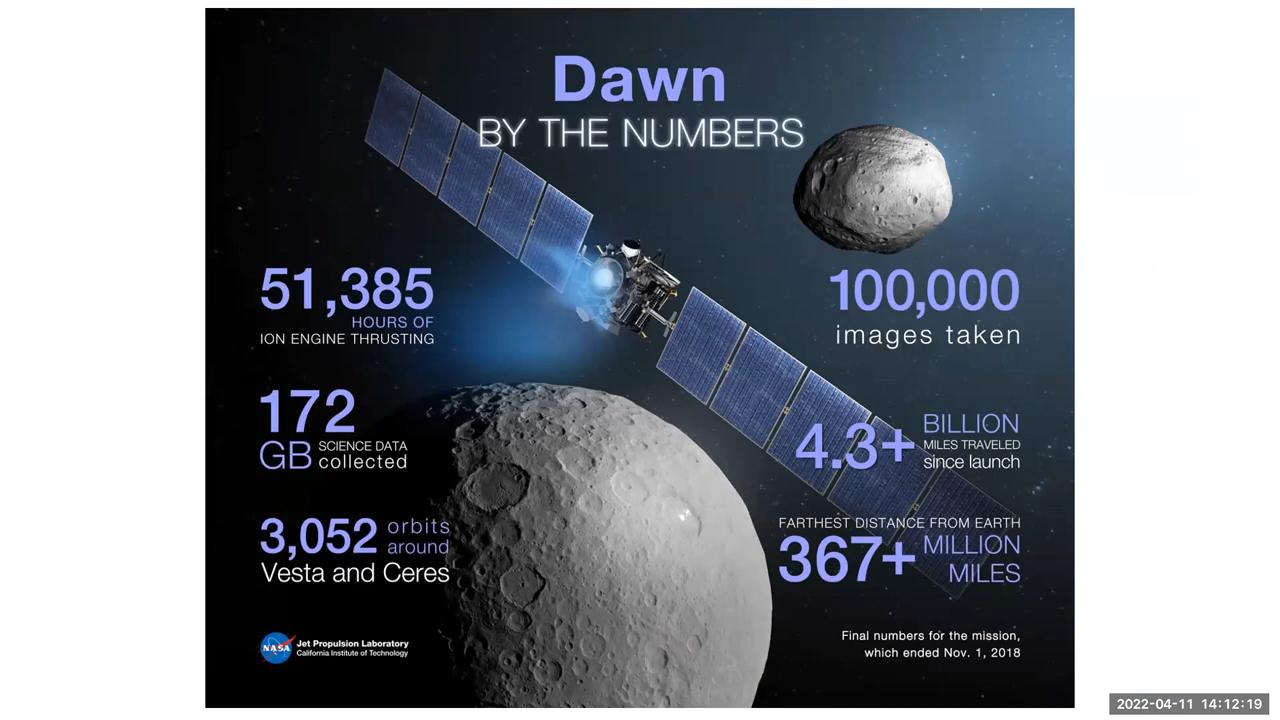 Dawn
BY THE NUMBERS
51,385
HOURS OF
ION ENGINE THRUSTING
172
GB SCIENCE DATA
collected
3,052 orbits
around
Vesta and Ceres
100,000
images taken
4.3+ BILLION
MILES TRAVELED
since launch
FARTHEST DISTANCE FROM EARTH
367+ MILLION
MILES
NASA
Jet Propulsion Laboratory
California Institute of Technology
Final numbers for the mission,
which ended Nov. 1, 2018
2022-04-11 14:12:19